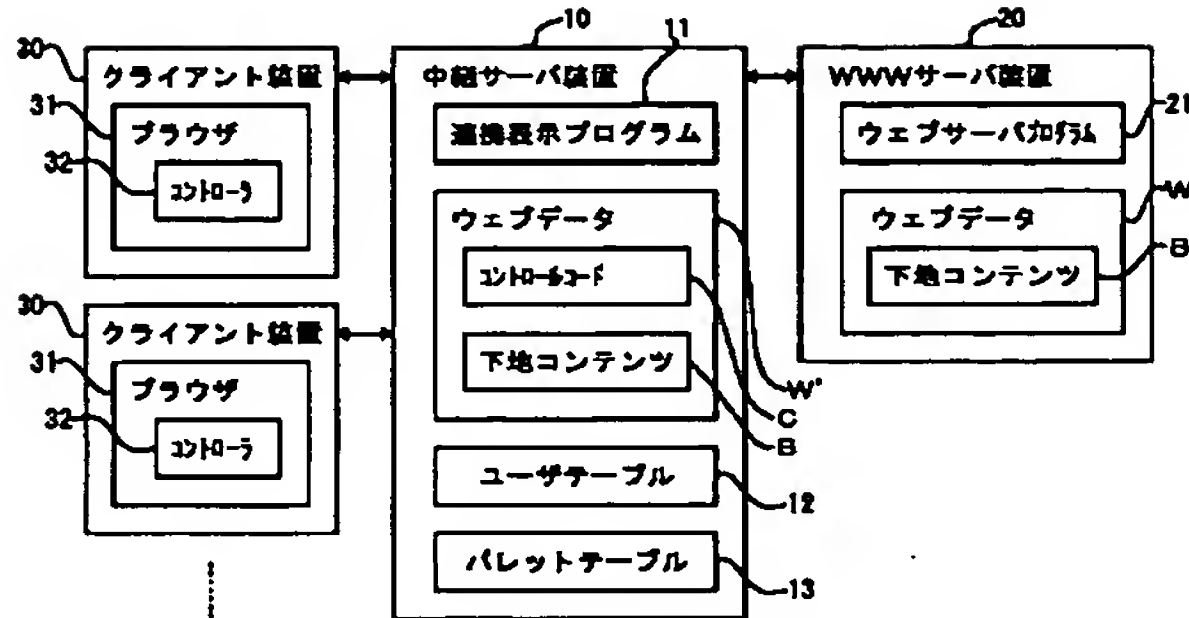 10
11
20
30
クライアント装置
中継サーバ装置
WWWサーバ装置
31
ブラウザ
連携表示プログラム
ウェブサーバプログラム
21
32
コントローラ
ウェブデータ
ウェブデータ
W
コントロールコード
下地コンテンツ
B
30
クライアント装置
下地コンテンツ
31
ブラウザ
W'
32
コントローラ
C
B
ユーザテーブル
12
パレットテーブル
13